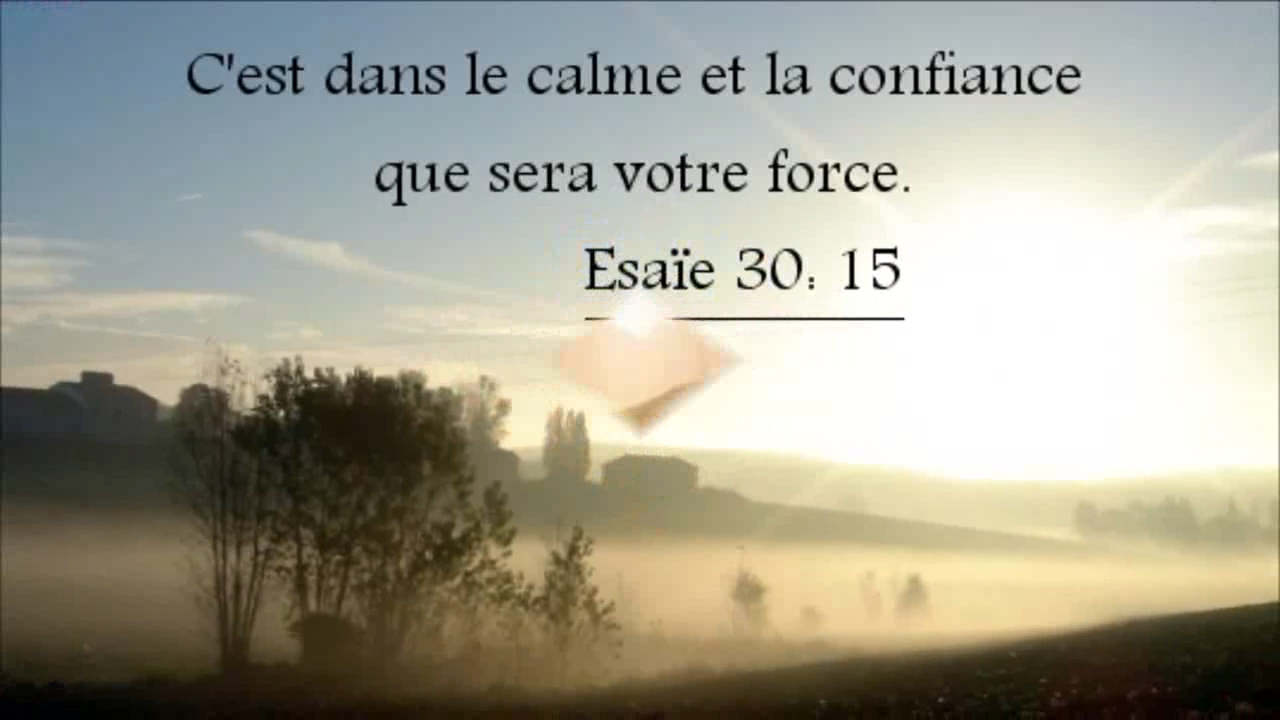 C'est dans le calme et la confiance
que sera votre force.
Esaïe 30: 15